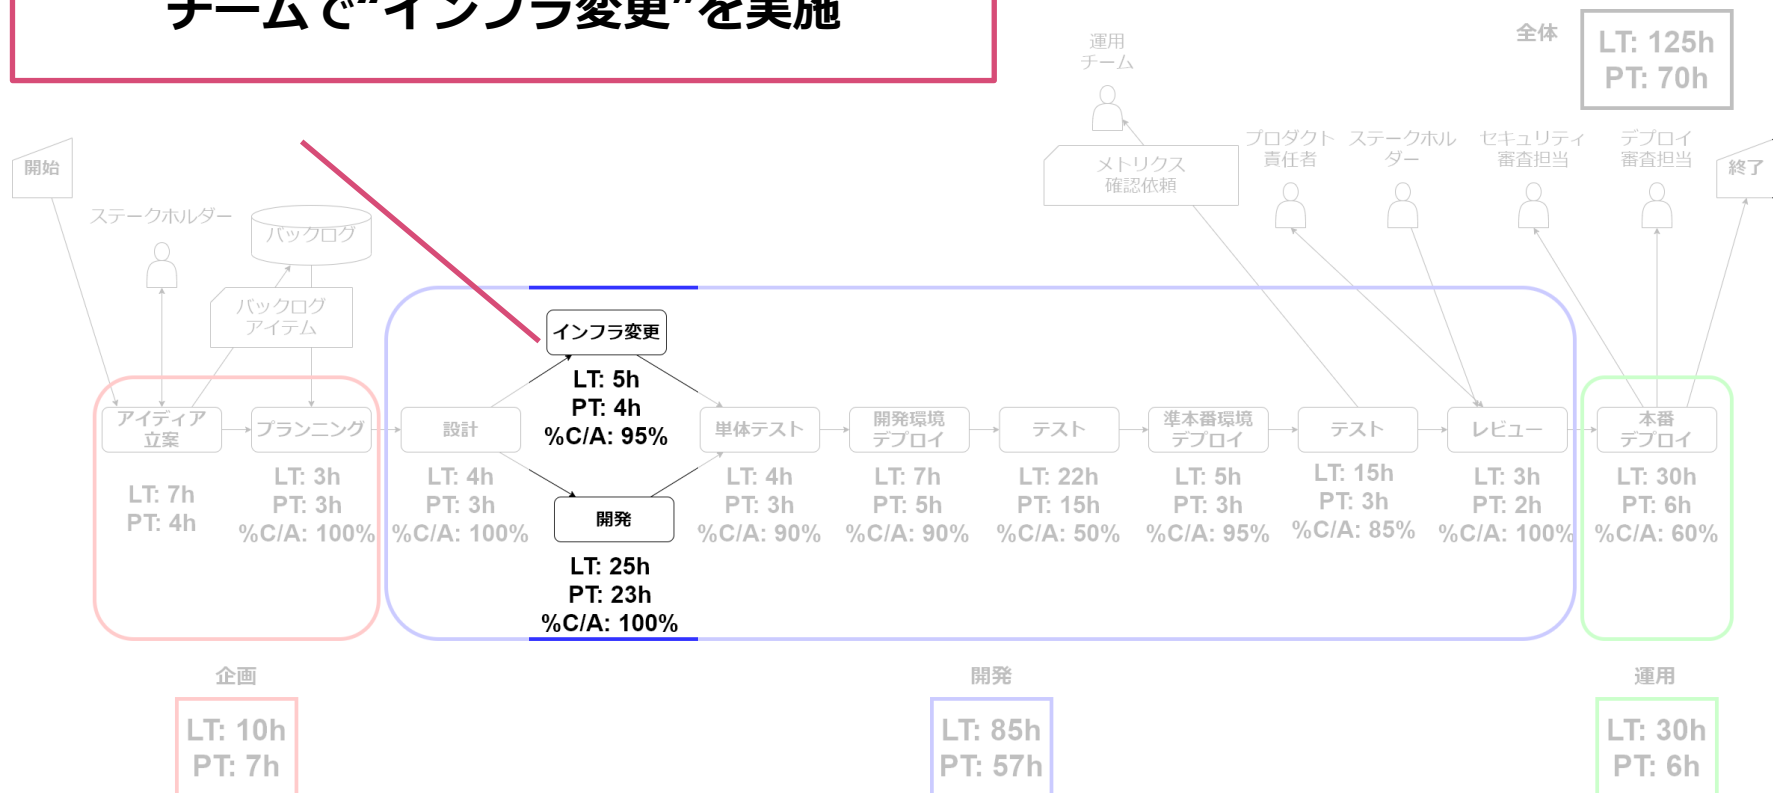 チームで“インフラ変更”を実施
全体
LT: 125h
PT: 70h
運用
チーム
メトリクス
確認依頼
プロダクト
責任者
ステークホル
ダー
セキュリティ
審査担当
デプロイ
審査担当
開始
終了
ステークホルダー
バックログ
バックログ
アイテム
アイディア
立案
LT: 7h
PT: 4h
プランニング
LT: 3h
PT: 3h
%C/A: 100%
設計
LT: 4h
PT: 3h
%C/A: 100%
インフラ変更
LT: 5h
PT: 4h
%C/A: 95%
開発
LT: 25h
PT: 23h
%C/A: 100%
単体テスト
LT: 4h
PT: 3h
%C/A: 90%
開発環境
デプロイ
LT: 7h
PT: 5h
%C/A: 90%
テスト
LT: 22h
PT: 15h
%C/A: 50%
準本番環境
デプロイ
LT: 5h
PT: 3h
%C/A: 95%
テスト
LT: 15h
PT: 3h
%C/A: 85%
レビュー
LT: 3h
PT: 2h
%C/A: 100%
本番
デプロイ
LT: 30h
PT: 6h
%C/A: 60%
企画
LT: 10h
PT: 7h
開発
LT: 85h
PT: 57h
運用
LT: 30h
PT: 6h